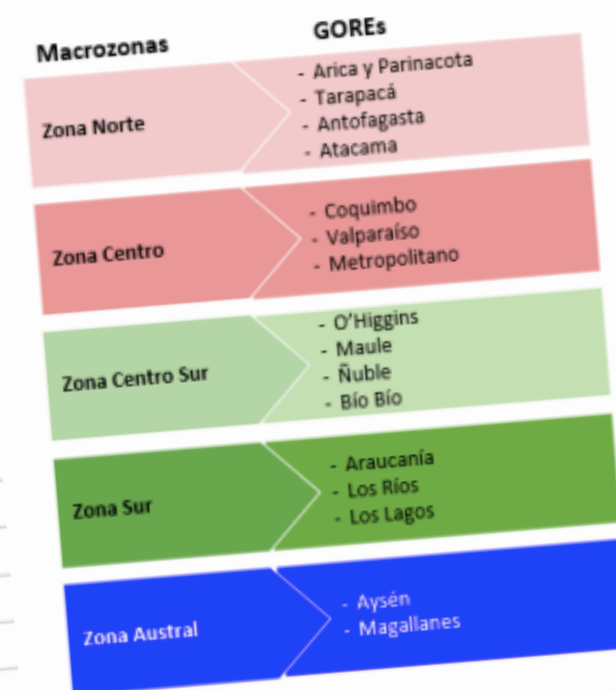 Macrozonas
GOREs
Zona Norte
- Arica y Parinacota
- Tarapacá
- Antofagasta
- Atacama
Zona Centro
- Coquimbo
- Valparaíso
- Metropolitano
Zona Centro Sur
- O'Higgins
- Maule
- Ñuble
- Bío Bío
Zona Sur
- Araucanía
- Los Ríos
- Los Lagos
Zona Austral
- Aysén
- Magallanes